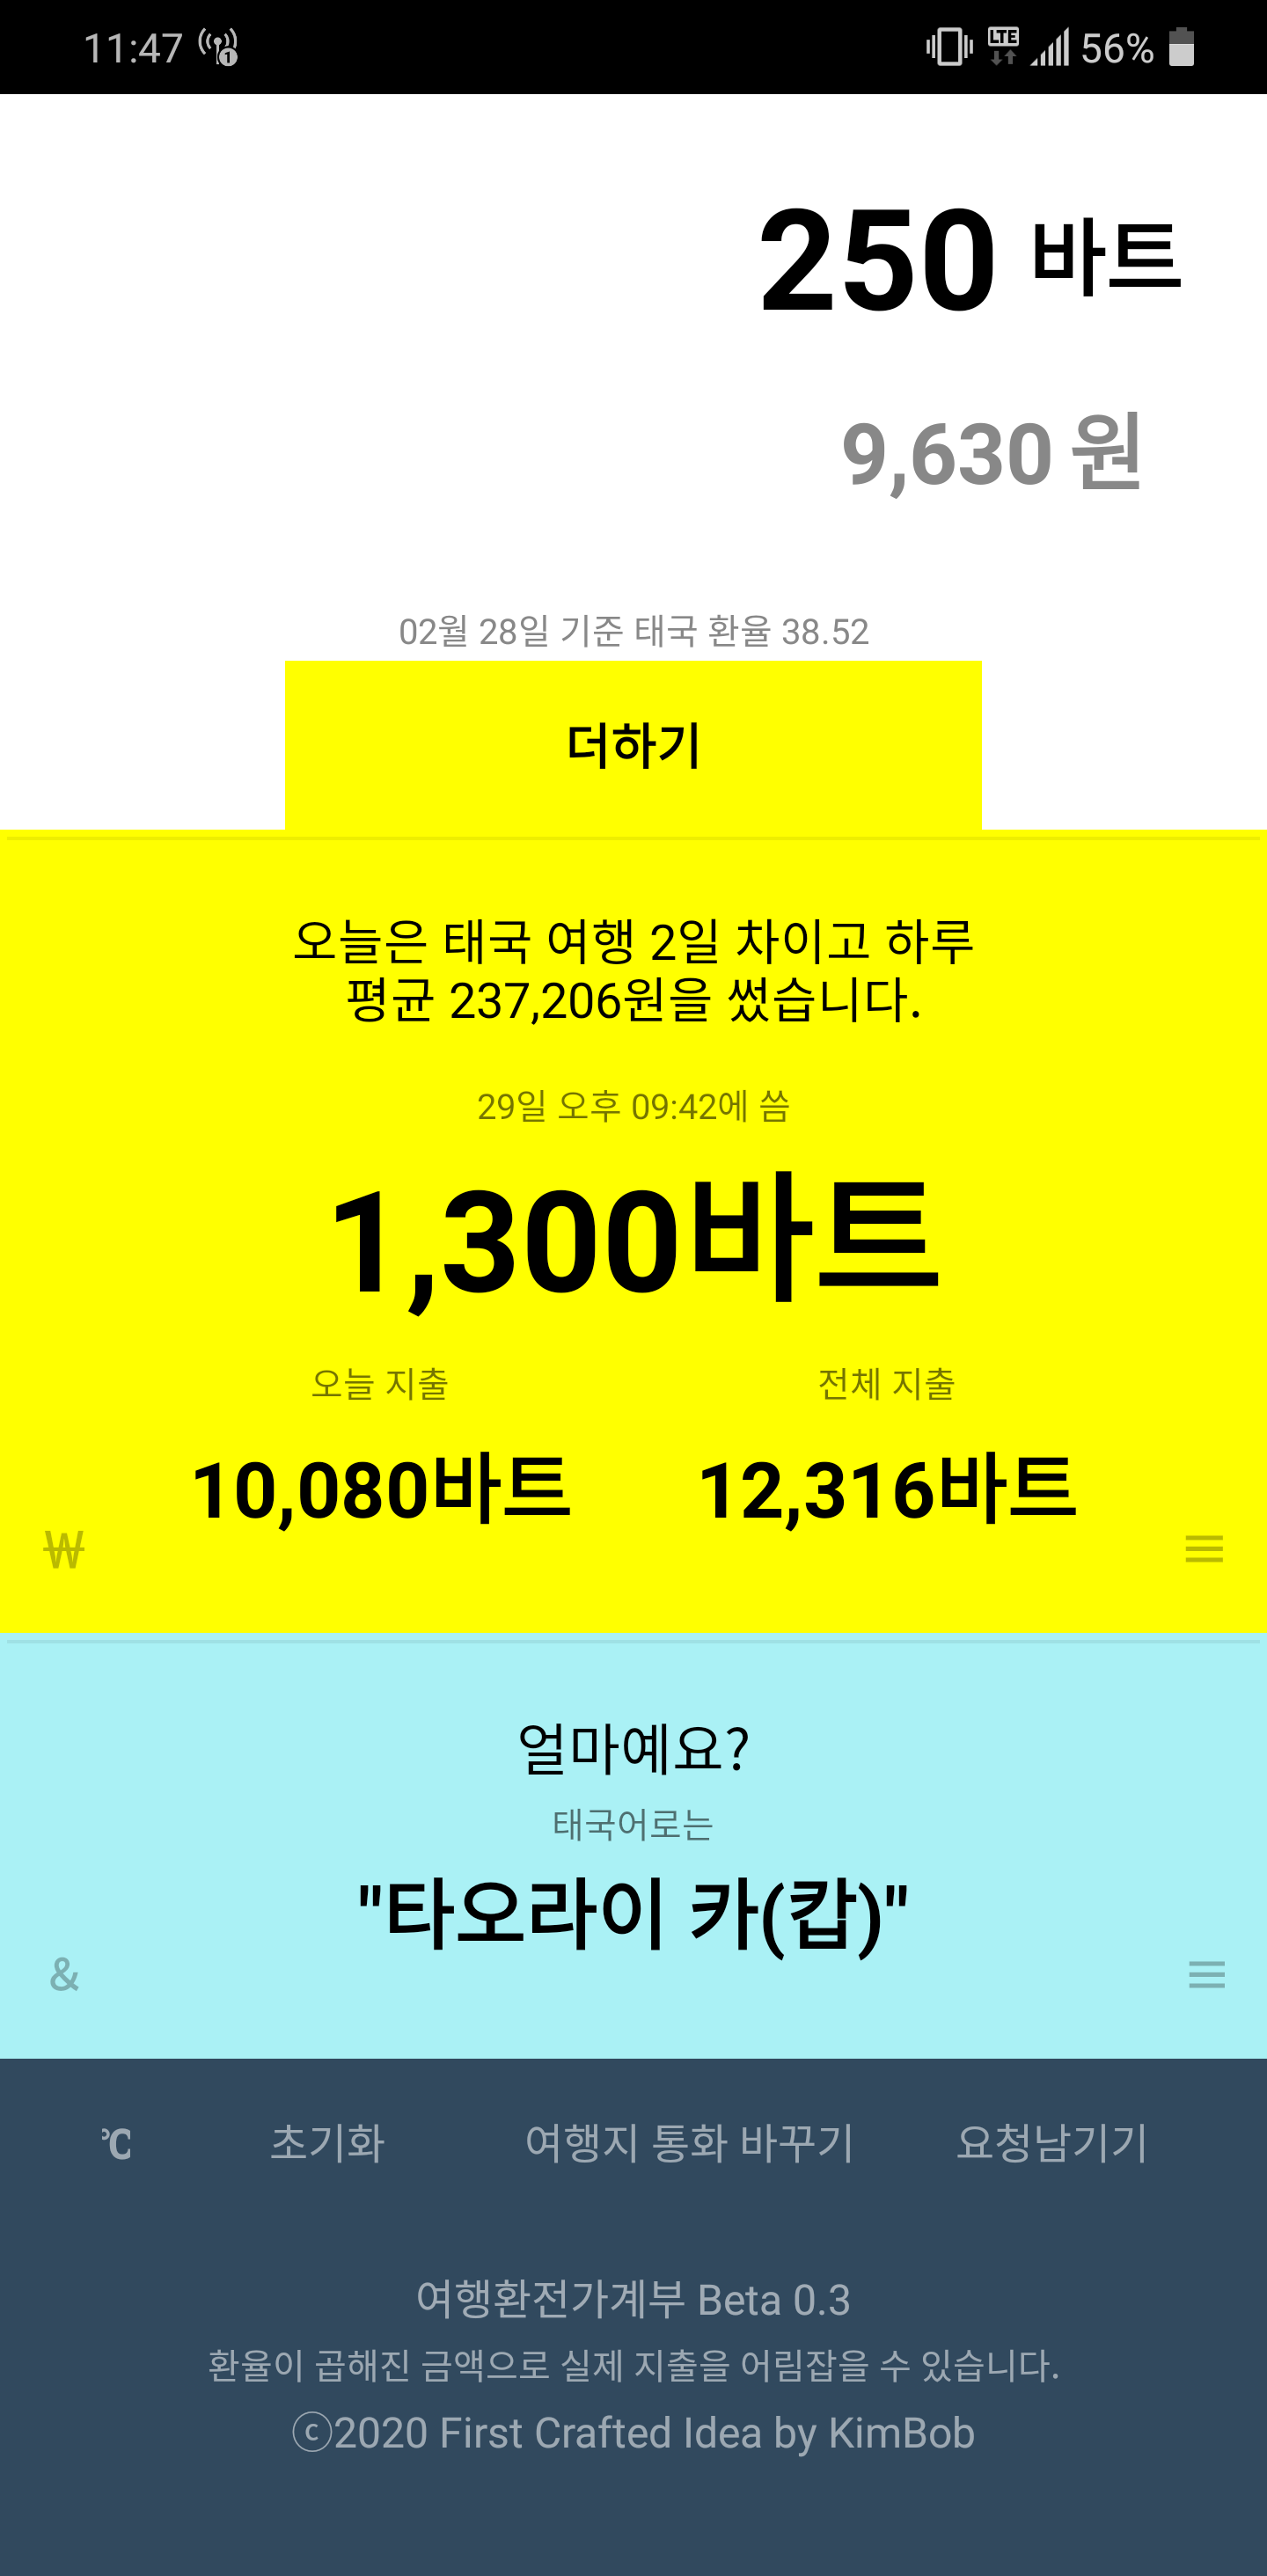 11:47 LTE 56%
250 바트
9,630 원
02월 28일 기준 태국 환율 38.52
더하기
오늘은 태국 여행 2일 차이고 하루
평균 237,206원을 썼습니다.
29일 오후 09:42에 씀
1,300바트
오늘 지출 전체 지출
10,080바트 12,316바트
₩
얼마예요?
태국어로는
"타오라이 카(캅)"
&
℃ 초기화 여행지 통화 바꾸기 요청남기기
여행환전가계부 Beta 0.3
환율이 곱해진 금액으로 실제 지출을 어림잡을 수 있습니다.
ⓒ2020 First Crafted Idea by KimBob